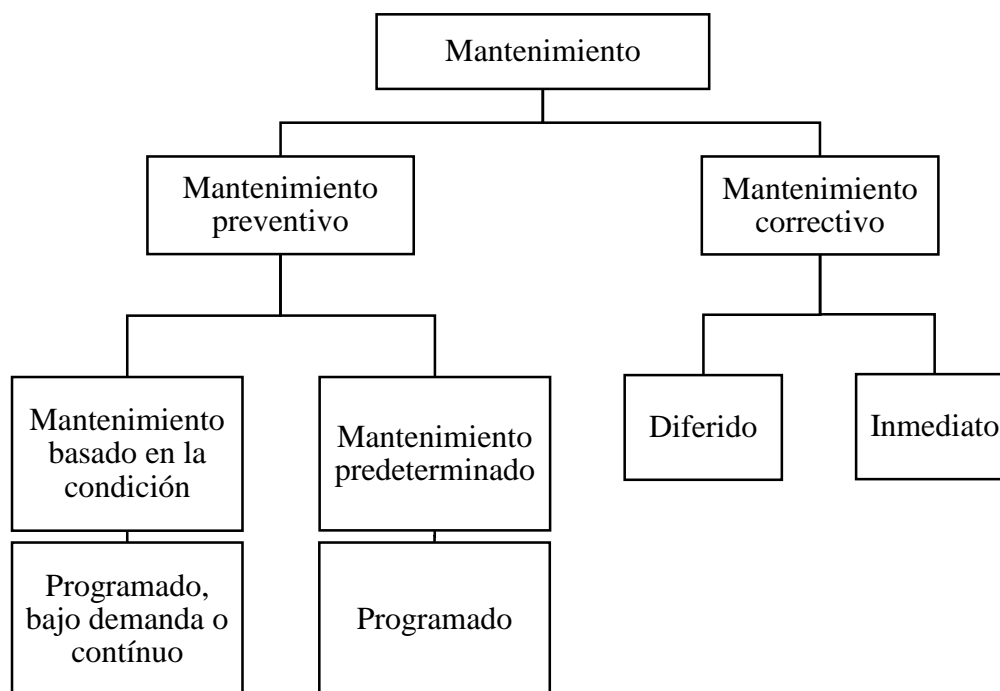 Mantenimiento
Mantenimiento
preventivo
Mantenimiento
correctivo
Mantenimiento
basado en la
condición
Mantenimiento
predeterminado
Diferido
Inmediato
Programado,
bajo demanda o
contínuo
Programado